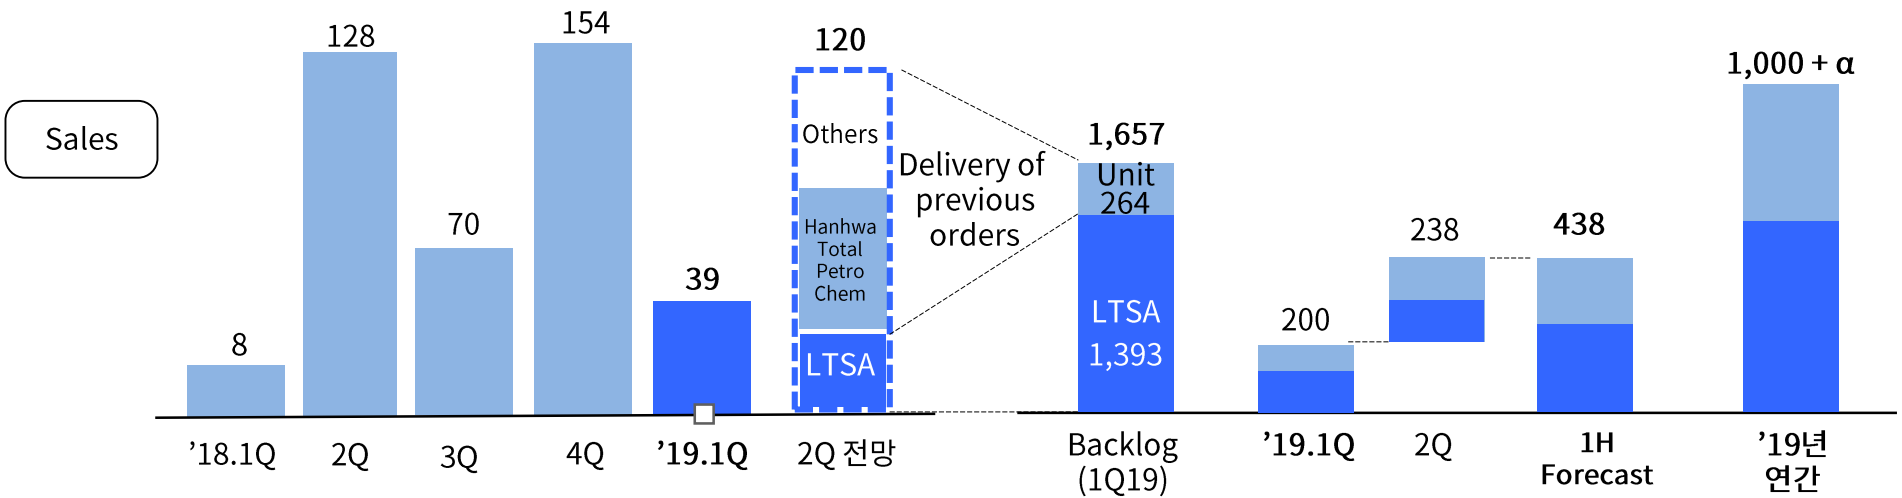 Sales
8
128
70
154
39
120
Others
Hanhwa
Total
Petro
Chem
LTSA
Delivery of
previous
orders
’18.1Q
2Q
3Q
4Q
’19.1Q
2Q 전망
1,657
Unit
264
LTSA
1,393
200
238
438
1,000 + α
Backlog
(1Q19)
’19.1Q
2Q
1H
Forecast
’19년
연간